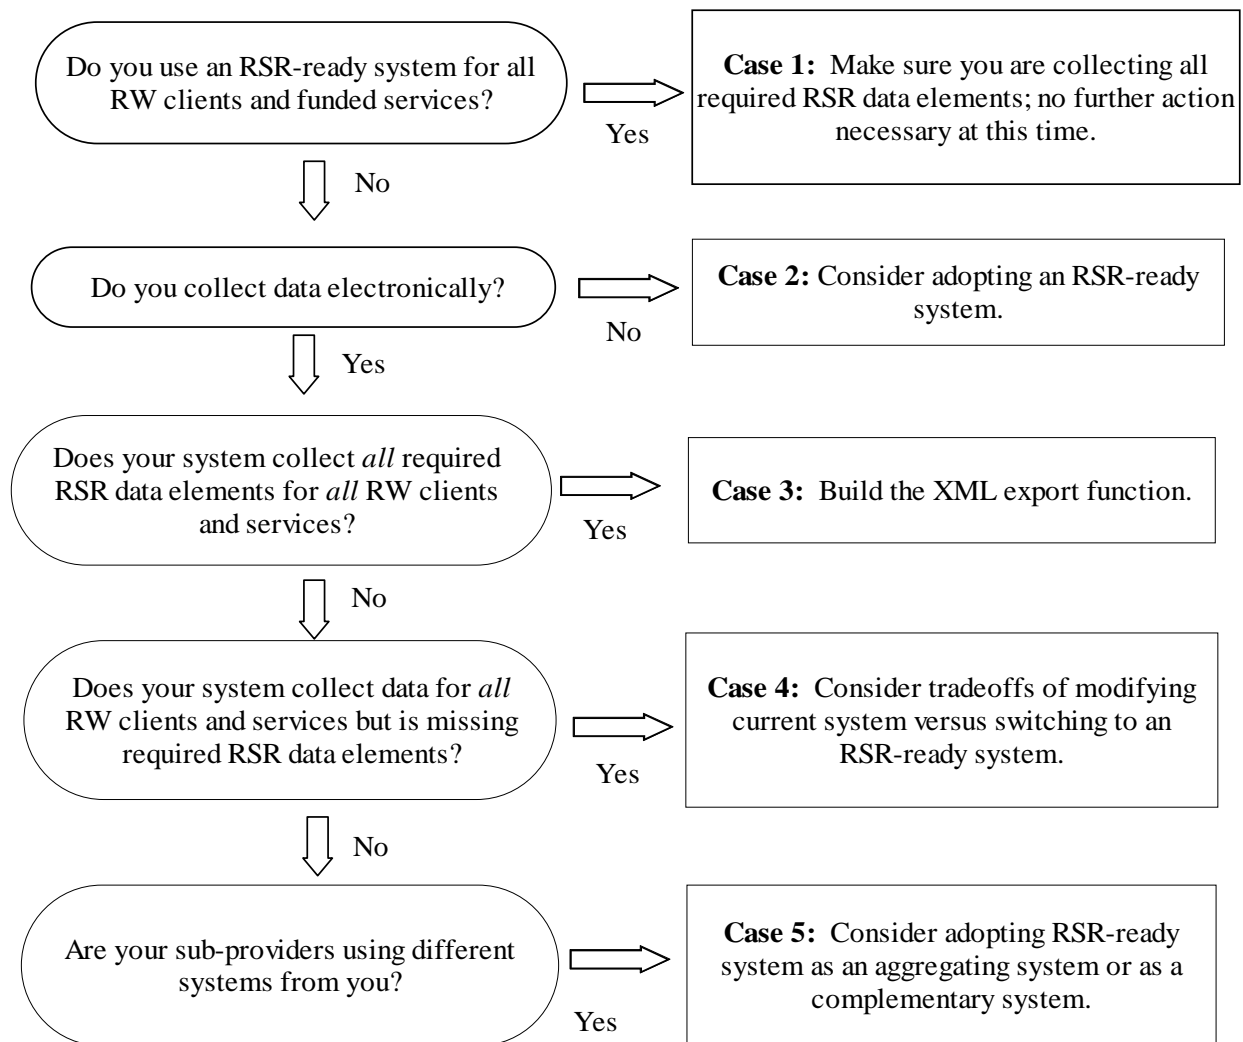 Do you use an RSR-ready system for all
RW clients and funded services?
Yes
Case 1: Make sure you are collecting all
required RSR data elements; no further action
necessary at this time.
No
Do you collect data electronically?
No
Case 2: Consider adopting an RSR-ready
system.
Yes
Does your system collect all required
RSR data elements for all RW clients
and services?
Yes
Case 3: Build the XML export function.
No
Does your system collect data for all
RW clients and services but is missing
required RSR data elements?
Yes
Case 4: Consider tradeoffs of modifying
current system versus switching to an
RSR-ready system.
No
Are your sub-providers using different
systems from you?
Yes
Case 5: Consider adopting RSR-ready
system as an aggregating system or as a
complementary system.